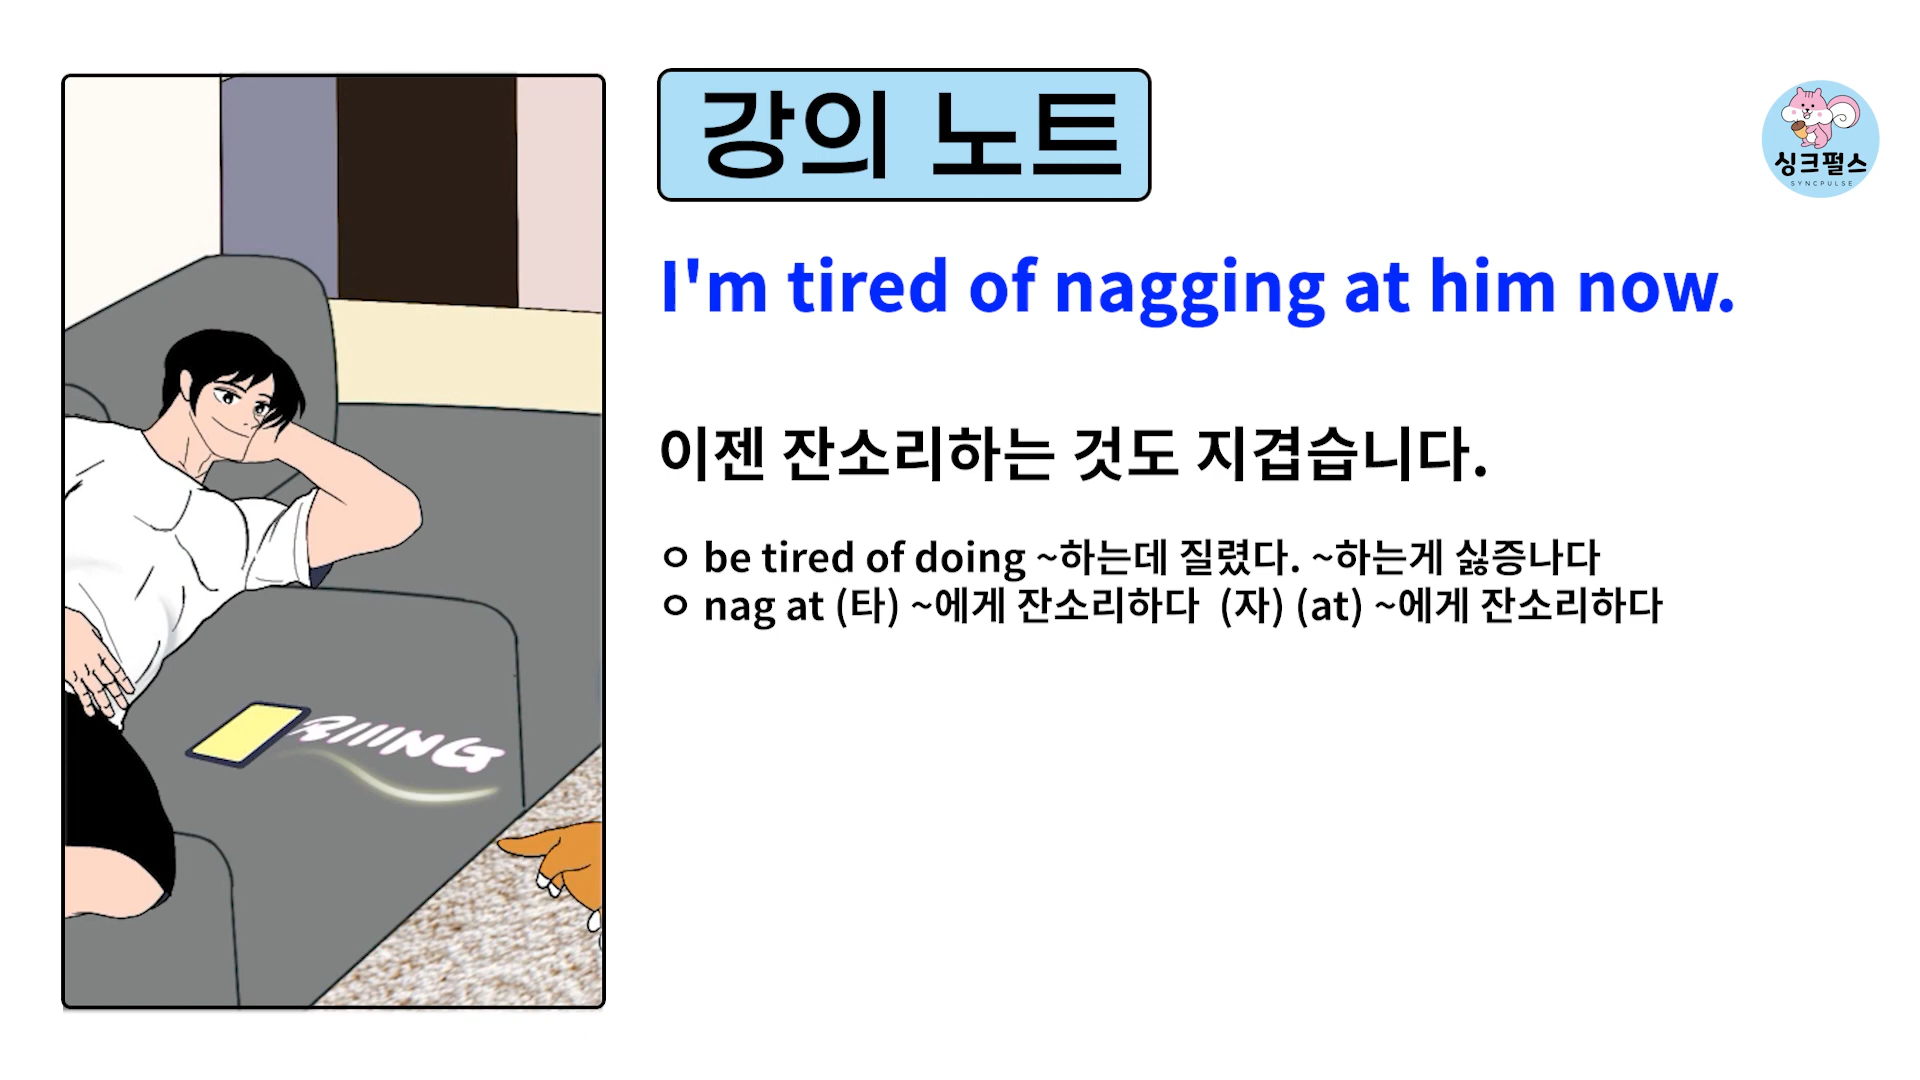 강의 노트
싱크펄스
SYNCPULSE
I'm tired of nagging at him now.
이젠 잔소리하는 것도 지겹습니다.
ㅇ be tired of doing ~하는데 질렸다. ~하는게 싫증나다
ㅇ nag at (타) ~에게 잔소리하다 (자) (at) ~에게 잔소리하다
RIIING